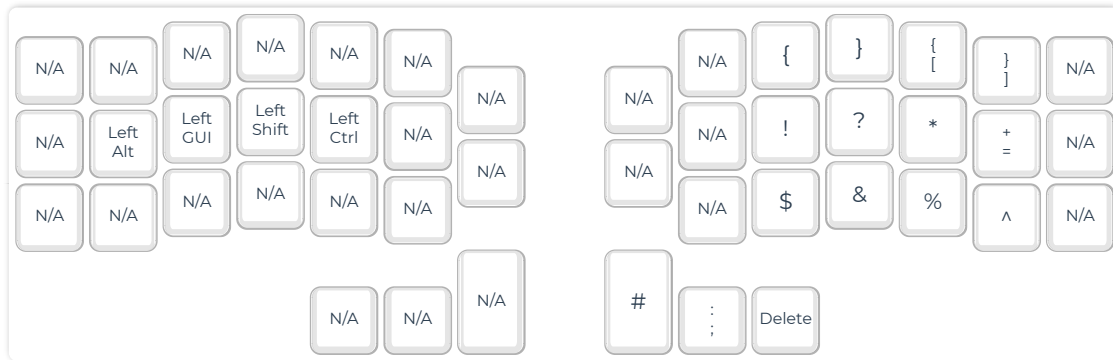 N/A N/A N/A N/A N/A N/A N/A N/A N/A { } {
[ }
] N/A
N/A Left
Alt Left
GUI Left
Shift Left
Ctrl N/A N/A N/A N/A ! ? * +
= N/A
N/A N/A N/A N/A N/A N/A N/A $ & % ^ N/A
N/A N/A N/A # :
; Delete